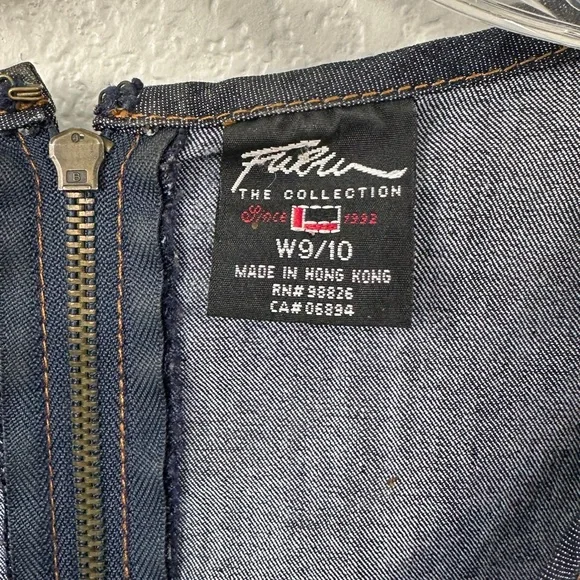 Fubu
THE COLLECTION
Since 1992
W9/10
MADE IN HONG KONG
RN#98826
CA#06894
B